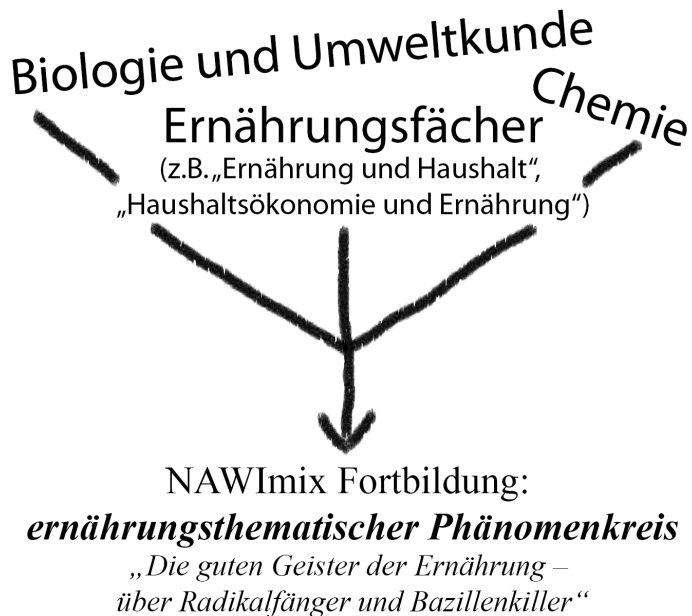 Biologie und Umweltkunde
Chemie
Ernährungsfächer
(z.B. „Ernährung und Haushalt“,
„Haushaltsökonomie und Ernährung“)
NAWImix Fortbildung:
ernährungsthematischer Phänomenkreis
„Die guten Geister der Ernährung –
über Radikalfänger und Bazillenkiller“